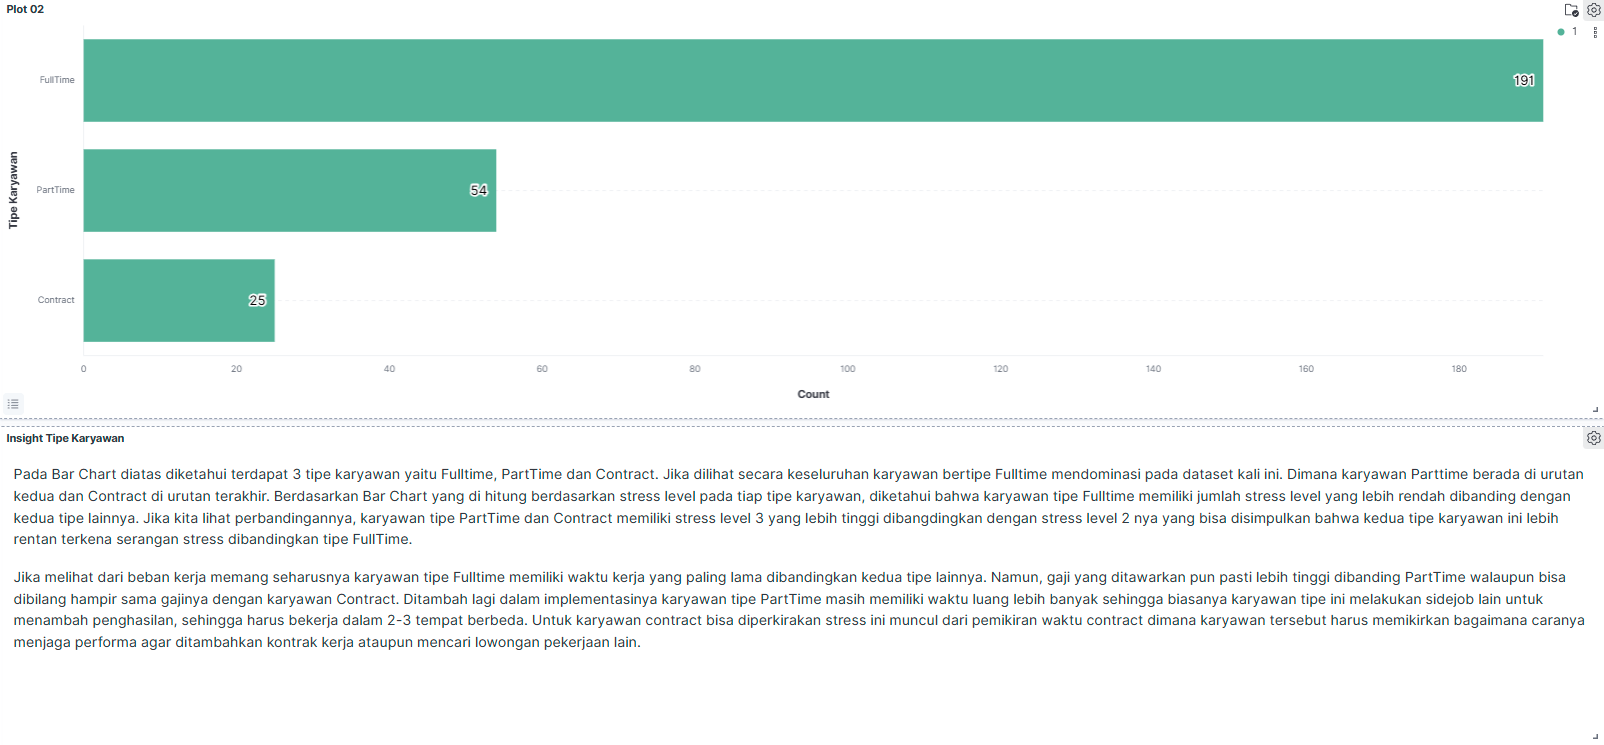 Plot 02
1
FullTime
191
PartTime
54
Contract
25
Tipe Karyawan
0 20 40 60 80 100 120 140 160 180
Count
Insight Tipe Karyawan
Pada Bar Chart diatas diketahui terdapat 3 tipe karyawan yaitu Fulltime, PartTime dan Contract. Jika dilihat secara keseluruhan karyawan bertipe Fulltime mendominasi pada dataset kali ini. Dimana karyawan Parttime berada di urutan
kedua dan Contract di urutan terakhir. Berdasarkan Bar Chart yang di hitung berdasarkan stress level pada tiap tipe karyawan, diketahui bahwa karyawan tipe Fulltime memiliki jumlah stress level yang lebih rendah dibanding dengan
kedua tipe lainnya. Jika kita lihat perbandingannya, karyawan tipe PartTime dan Contract memiliki stress level 3 yang lebih tinggi dibangdingkan dengan stress level 2 nya yang bisa disimpulkan bahwa kedua tipe karyawan ini lebih
rentan terkena serangan stress dibandingkan tipe FullTime.
Jika melihat dari beban kerja memang seharusnya karyawan tipe Fulltime memiliki waktu kerja yang paling lama dibandingkan kedua tipe lainnya. Namun, gaji yang ditawarkan pun pasti lebih tinggi dibanding PartTime walaupun bisa
dibilang hampir sama gajinya dengan karyawan Contract. Ditambah lagi dalam implementasinya karyawan tipe PartTime masih memiliki waktu luang lebih banyak sehingga biasanya karyawan tipe ini melakukan sidejob lain untuk
menambah penghasilan, sehingga harus bekerja dalam 2-3 tempat berbeda. Untuk karyawan contract bisa diperkirakan stress ini muncul dari pemikiran waktu contract dimana karyawan tersebut harus memikirkan bagaimana caranya
menjaga performa agar ditambahkan kontrak kerja ataupun mencari lowongan pekerjaan lain.